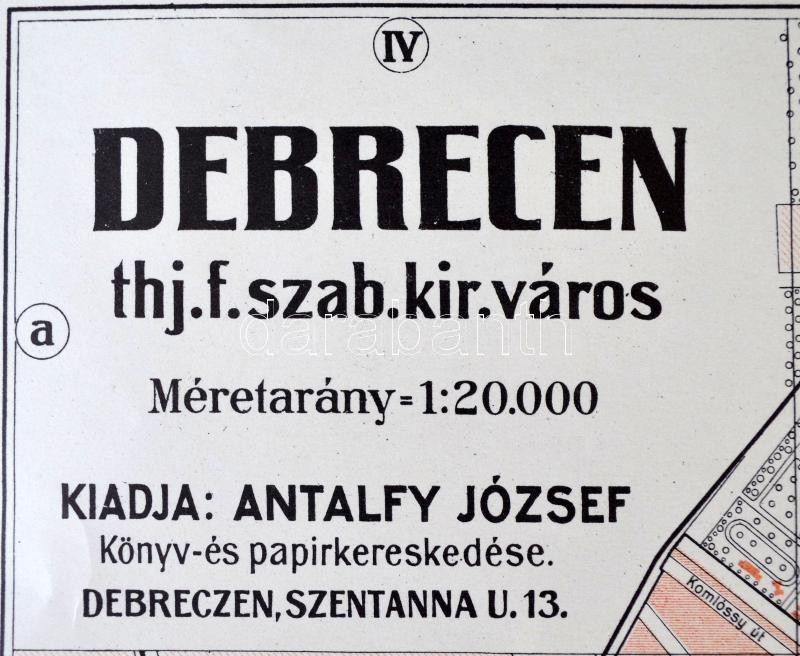 IV
DEBRECEN
thj.f.szab.kir.város
darabanth
a
Méretarány=1:20.000
KIADJA: ANTALFY JÓZSEF
Könyv-és papirkereskedése.
DEBRECZEN, SZENTANNA U. 13.
Komlóssy út